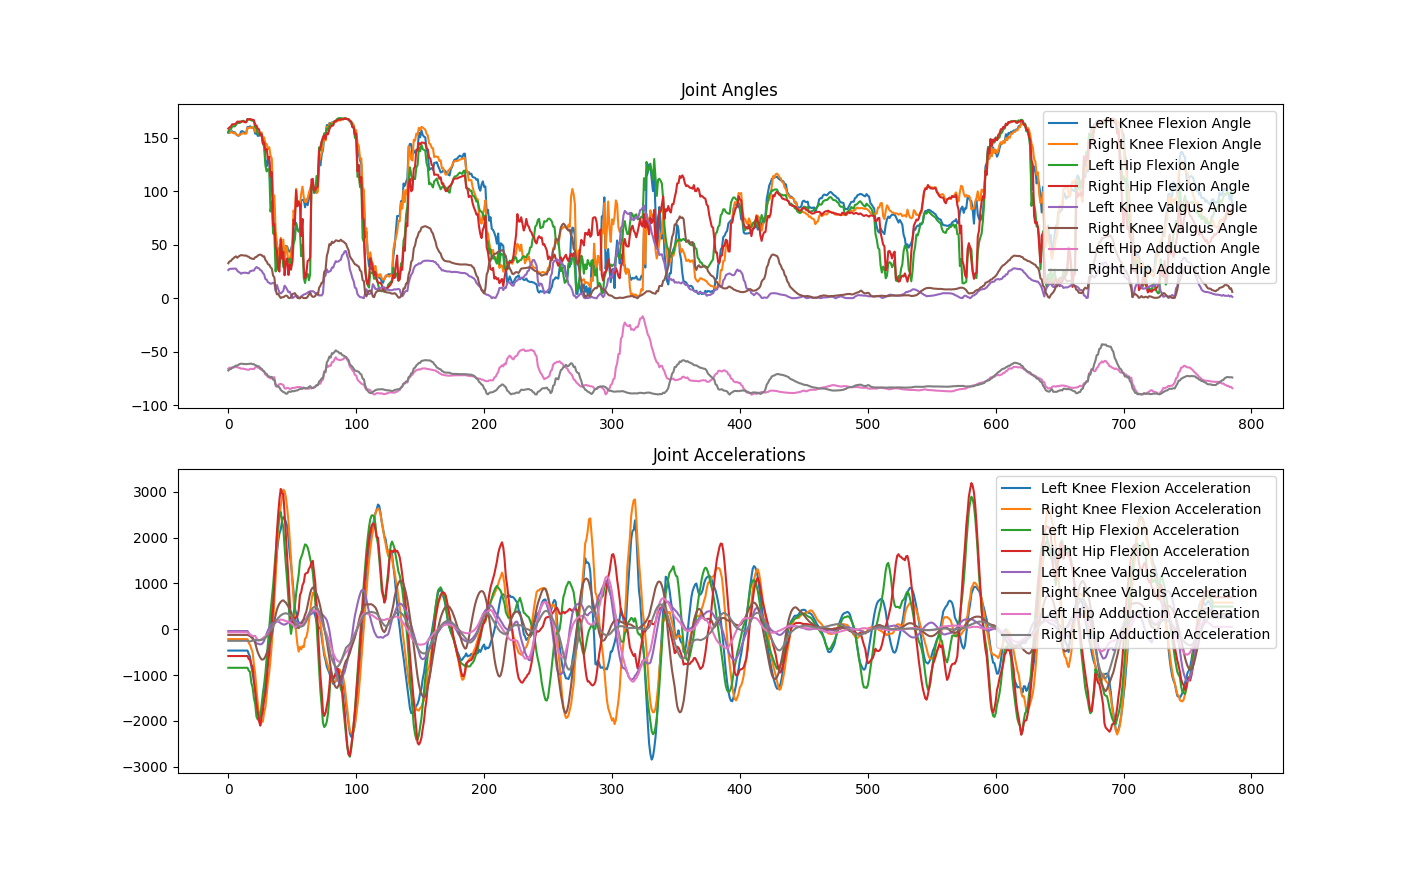 Joint Angles
150
100
50
0
−50
−100
Left Knee Flexion Angle
Right Knee Flexion Angle
Left Hip Flexion Angle
Right Hip Flexion Angle
Left Knee Valgus Angle
Right Knee Valgus Angle
Left Hip Adduction Angle
Right Hip Adduction Angle
0 100 200 300 400 500 600 700 800
Joint Accelerations
3000
2000
1000
0
−1000
−2000
−3000
Left Knee Flexion Acceleration
Right Knee Flexion Acceleration
Left Hip Flexion Acceleration
Right Hip Flexion Acceleration
Left Knee Valgus Acceleration
Right Knee Valgus Acceleration
Left Hip Adduction Acceleration
Right Hip Adduction Acceleration
0 100 200 300 400 500 600 700 800